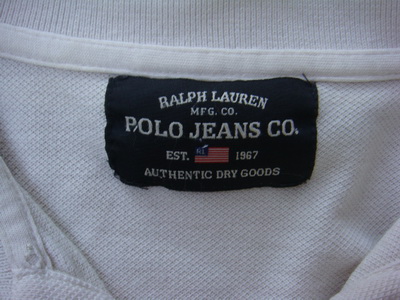 RALPH LAUREN
MFG. CO.
POLO JEANS CO.
EST. 1967
AUTHENTIC DRY GOODS